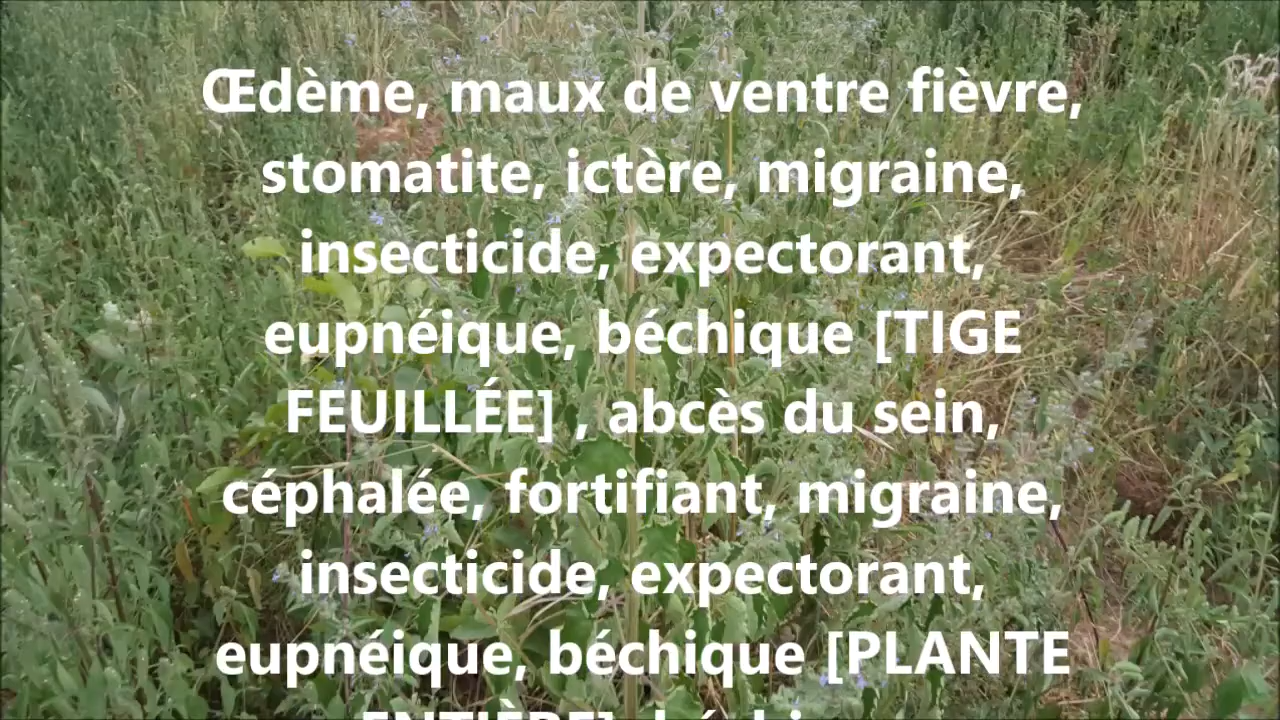 Œdème, maux de ventre fièvre,
stomatite, ictère, migraine,
insecticide, expectorant,
eupnéique, béchique [TIGE
FEUILLÉE] , abcès du sein,
céphalée, fortifiant, migraine,
insecticide, expectorant,
eupnéique, béchique [PLANTE